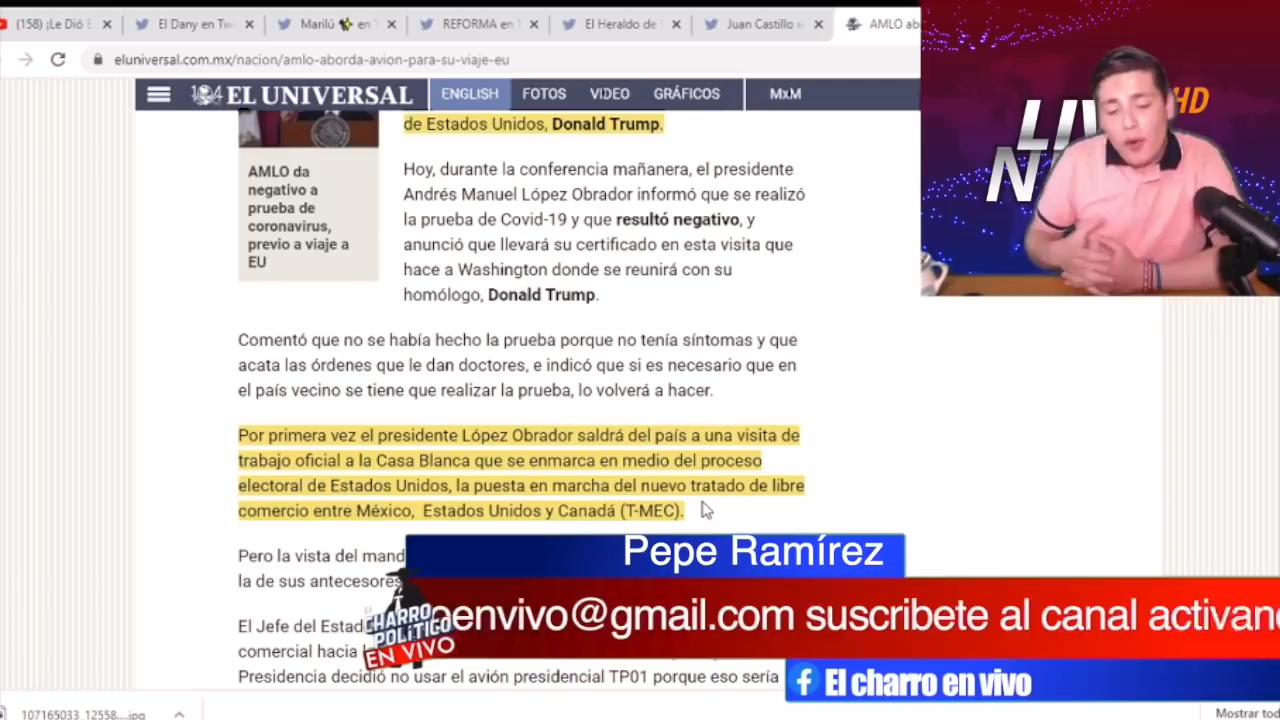 (158) ¡Le Dió E
El Dany en Tw
Marilú en T
REFORMA en T
El Heraldo de
Juan Castillo
AMLO ab
eluniversal.com.mx/nacion/amlo-aborda-avion-para-su-viaje-eu
EL UNIVERSAL
ENGLISH
FOTOS
VIDEO
GRÁFICOS
MxM
HD
LIV
N
de Estados Unidos, Donald Trump.
AMLO da
negativo a
prueba de
coronavirus,
previo a viaje a
EU
Hoy, durante la conferencia mañanera, el presidente
Andrés Manuel López Obrador informó que se realizó
la prueba de Covid-19 y que resultó negativo, y
anunció que llevará su certificado en esta visita que
hace a Washington donde se reunirá con su
homólogo, Donald Trump.
Comentó que no se había hecho la prueba porque no tenía síntomas y que
acata las órdenes que le dan doctores, e indicó que si es necesario que en
el país vecino se tiene que realizar la prueba, lo volverá a hacer.
Por primera vez el presidente López Obrador saldrá del país a una visita de
trabajo oficial a la Casa Blanca que se enmarca en medio del proceso
electoral de Estados Unidos, la puesta en marcha del nuevo tratado de libre
comercio entre México, Estados Unidos y Canadá (T-MEC).
Pero la vista del mand
la de sus antecesores
El Jefe del Estad
comercial hacia
Presidencia decidió no usar el avión presidencial TP01 porque eso sería
Pepe Ramírez
oenvivo@gmail.com suscribete al canal activan
CHARRO
POLÍTICO
EN VIVO
El charro en vivo
107165033_12558....jpg
Mostrar tod